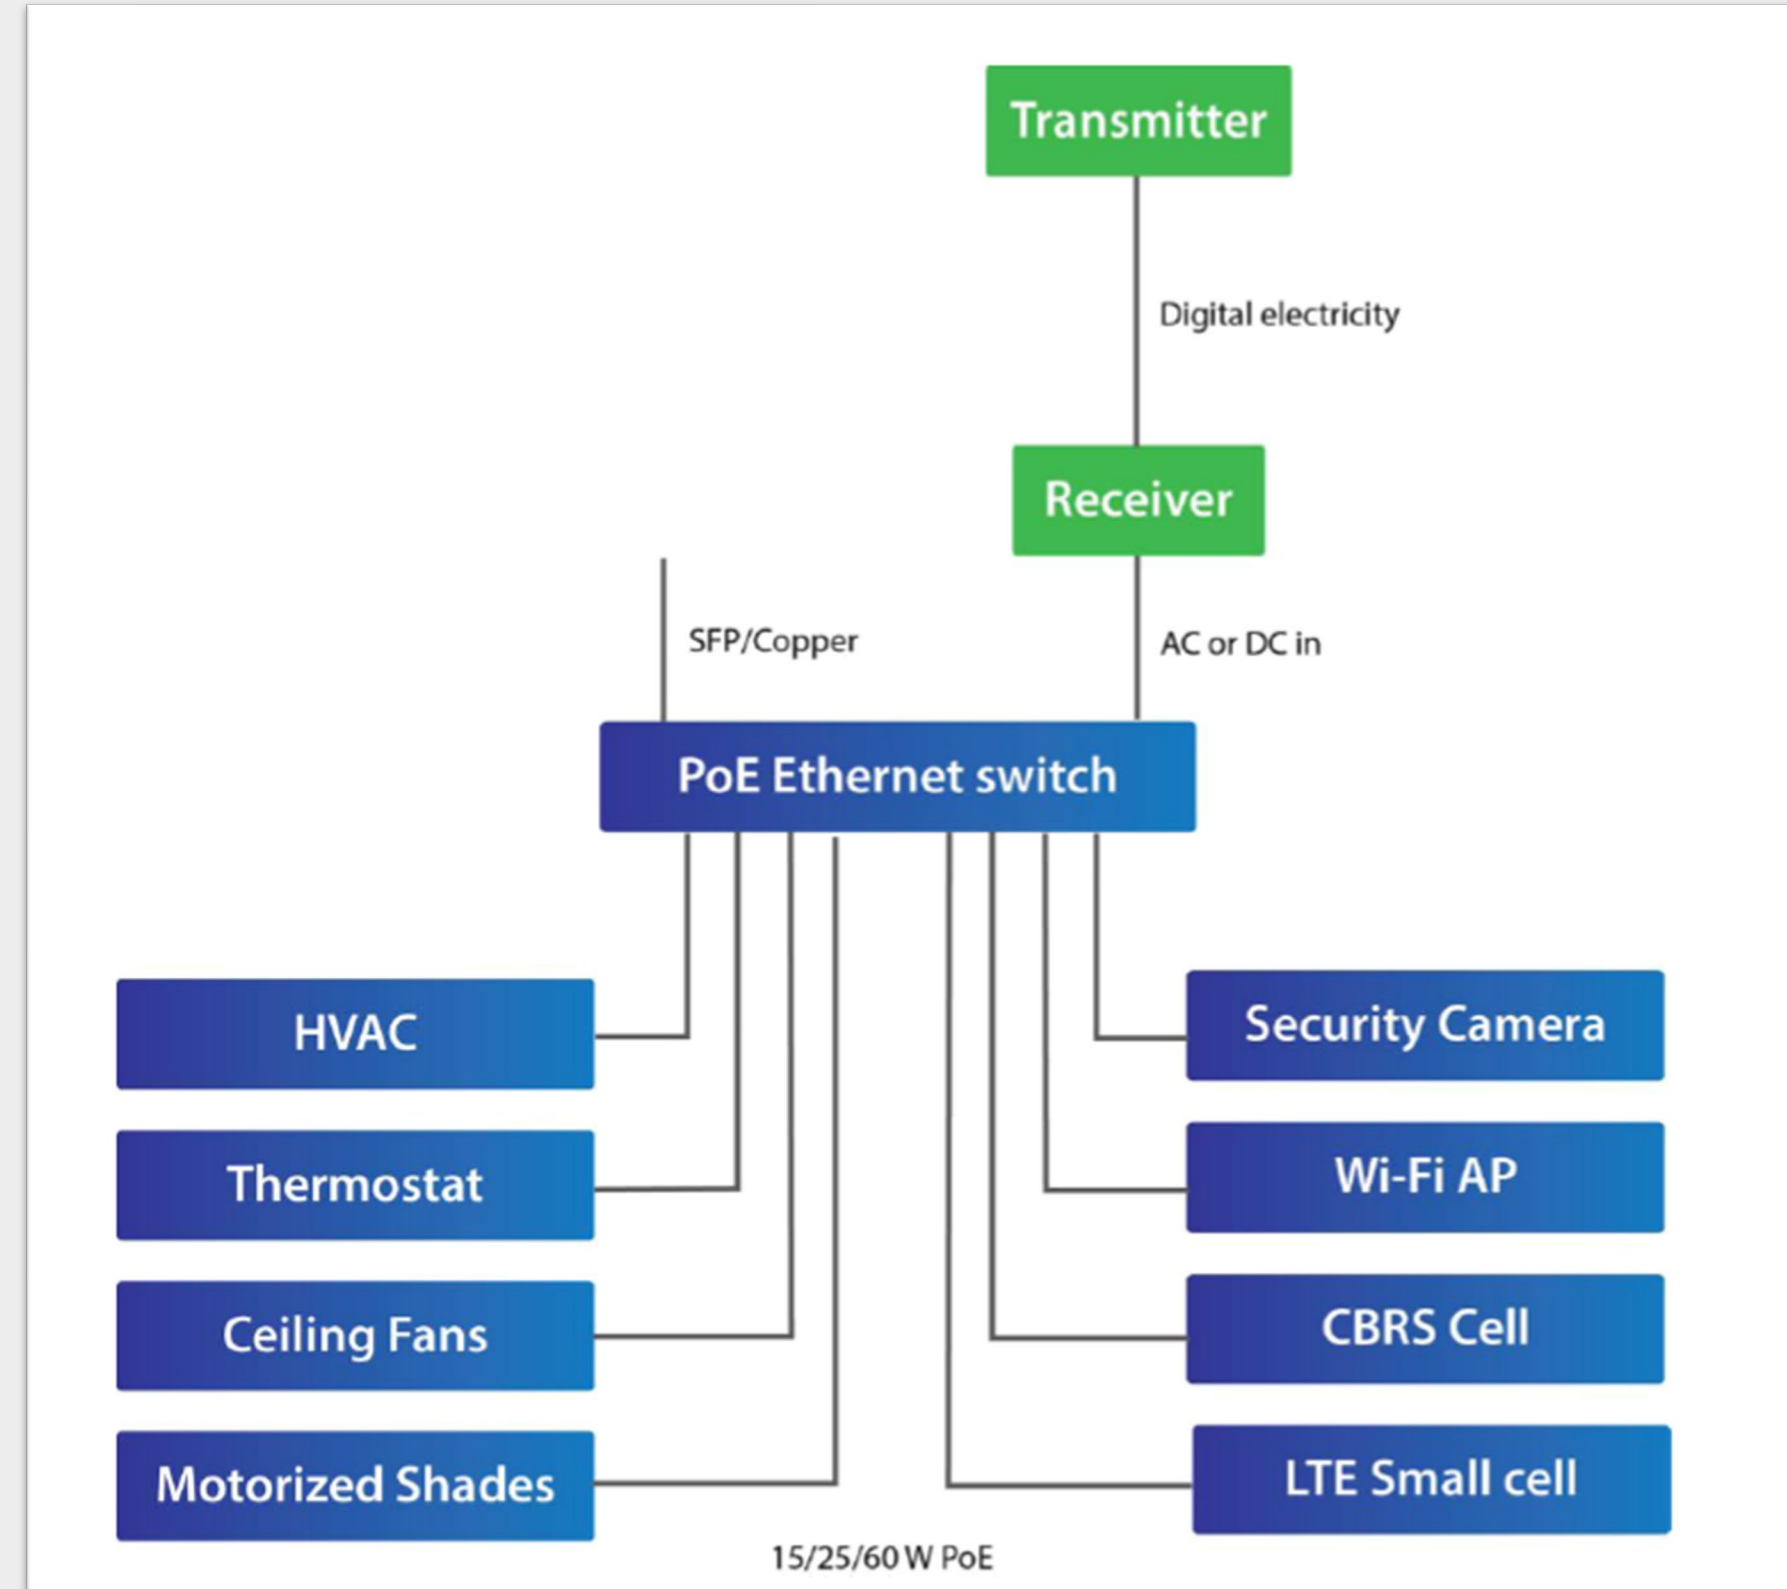 Transmitter
Digital electricity
Receiver
SFP/Copper
AC or DC in
PoE Ethernet switch
HVAC
Thermostat
Ceiling Fans
Motorized Shades
Security Camera
Wi-Fi AP
CBRS Cell
LTE Small cell
15/25/60 W PoE